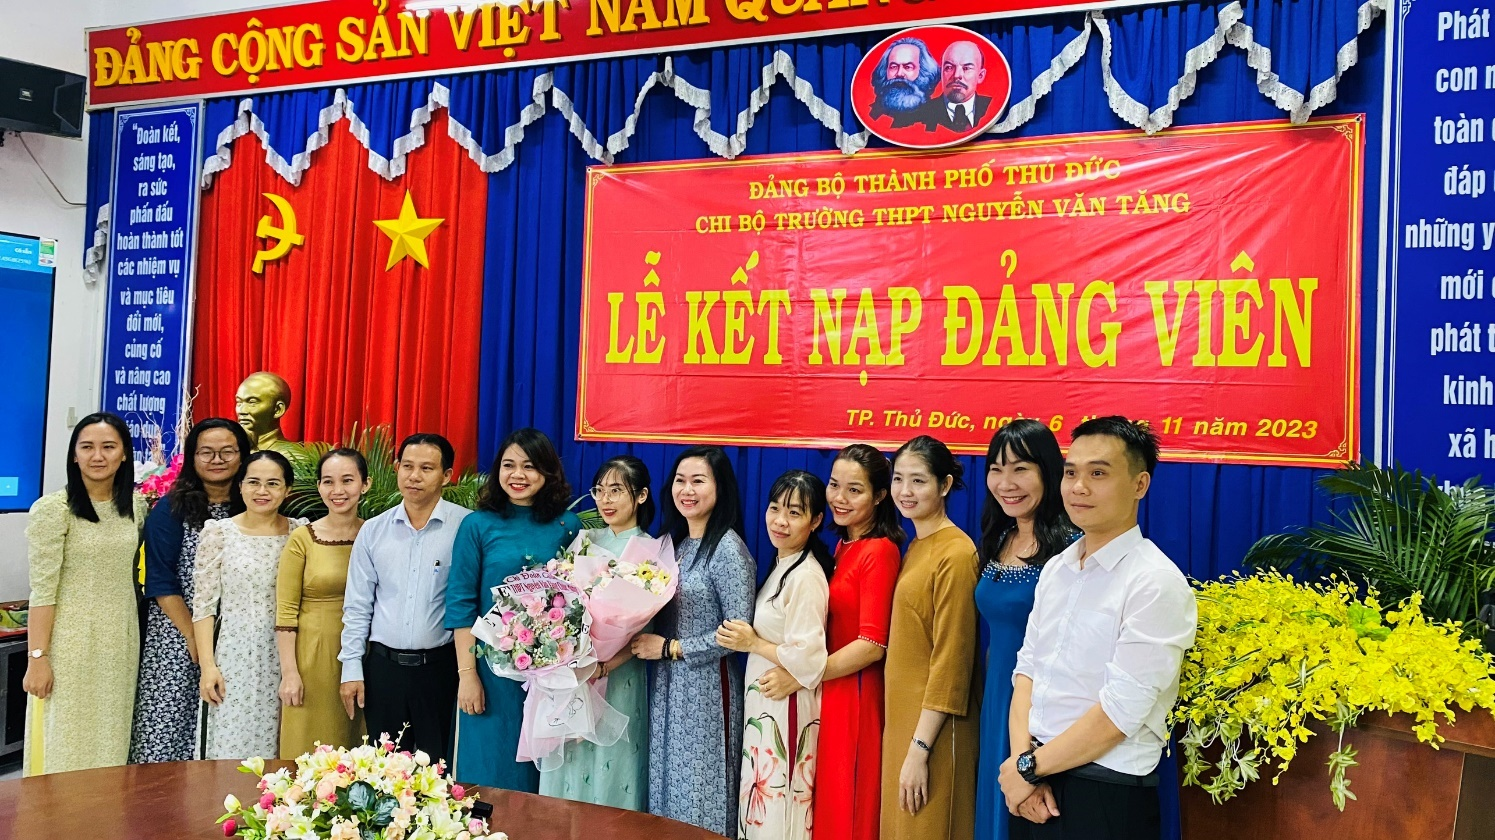 ĐẢNG CỘNG SẢN VIỆT NAM QUANG
"Đoàn kết,
sáng tạo,
ra sức
phấn đấu
hoàn thành tốt
các nhiệm vụ
và mục tiêu
đổi mới,
củng cố
và nâng cao
chất lượng
ĐẢNG BỘ THÀNH PHỐ THỦ ĐỨC
CHI BỘ TRƯỜNG THPT NGUYỄN VĂN TĂNG
LỄ KẾT NẠP ĐẢNG VIÊN
TP. Thủ Đức, ngày 6 tháng 11 năm 2023
Phát
con n
toàn
đáp
những y
mới
phát t
kinh
xã h